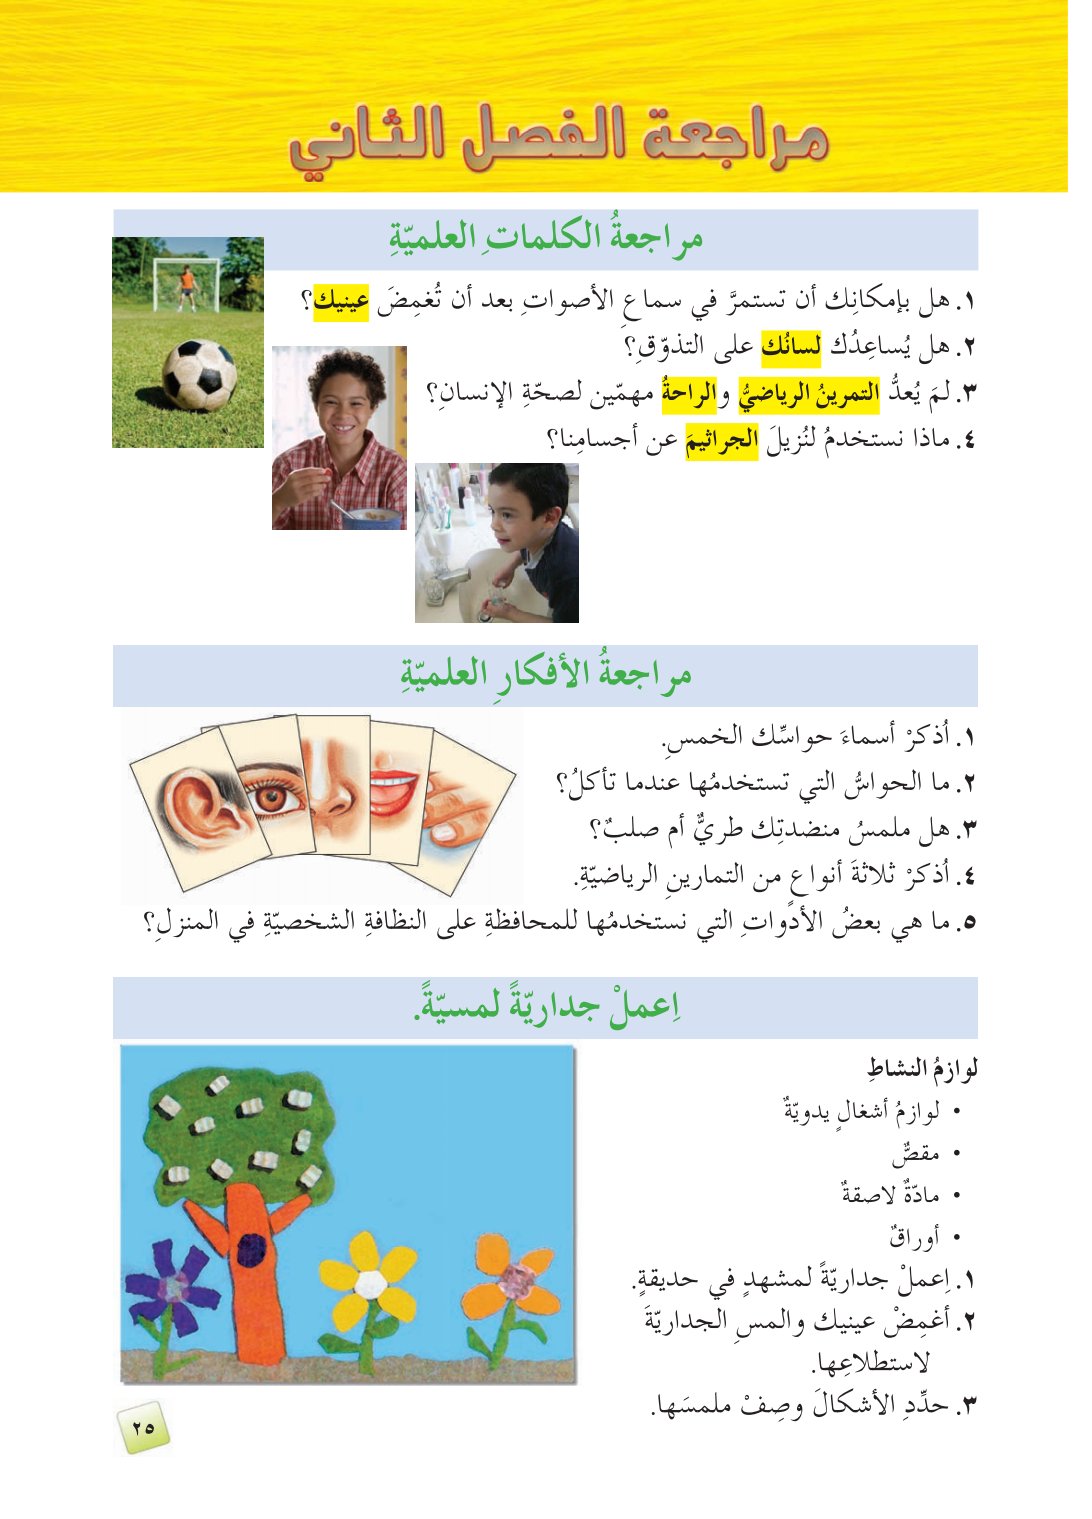 مراجعة الفصل الثاني
مراجعةُ الكلماتِ العلميّةِ
١. هل بإمكانِك أن تستمرَّ في سماعِ الأصواتِ بعد أن تُغمِضَ عينيك؟
٢. هل يُساعِدُك لسانُك على التذوّقِ؟
٣. لمَ يُعدُّ التمرينُ الرياضيُّ والراحةُ مهمّين لصحّةِ الإنسانِ؟
٤. ماذا نستخدمُ لنُزيلَ الجراثيمَ عن أجسامِنا؟
مراجعةُ الأفكارِ العلميّةِ
١. اُذكرْ أسماءَ حواسِّك الخمسِ.
٢. ما الحواسُّ التي تستخدمُها عندما تأكلُ؟
٣. هل ملمسُ منضدتِك طريٌّ أم صلبٌ؟
٤. اُذكرْ ثلاثةَ أنواعٍ من التمارينِ الرياضيّةِ.
٥. ما هي بعضُ الأدواتِ التي نستخدمُها للمحافظةِ على النظافةِ الشخصيّةِ في المنزلِ؟
اِعملْ جداريّةً لمسيّةً.
لوازمُ النشاطِ
• لوازمُ أشغالٍ يدويّةٌ
• مقصٌّ
• مادّةٌ لاصقةٌ
• أوراقٌ
١. اِعملْ جداريّةً لمشهدٍ في حديقةٍ.
٢. أغمِضْ عينيك والمسِ الجداريّةَ
لاستطلاعِها.
٣. حدِّدِ الأشكالَ وصِفْ ملمسَها.
٢٥